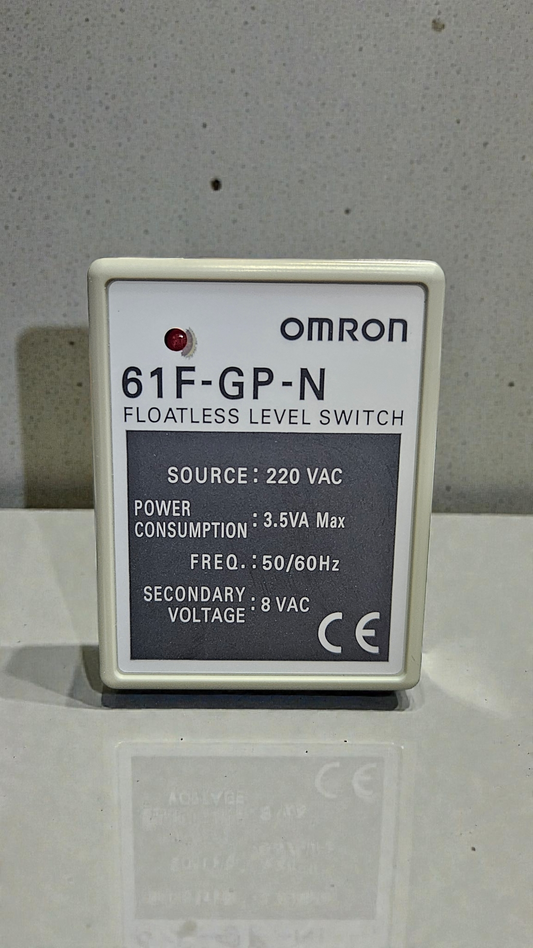 OMRON
61F-GP-N
FLOATLESS LEVEL SWITCH
SOURCE : 220 VAC
POWER
CONSUMPTION : 3.5VA Max
FREQ. : 50/60Hz
SECONDARY
VOLTAGE : 8 VAC
CE